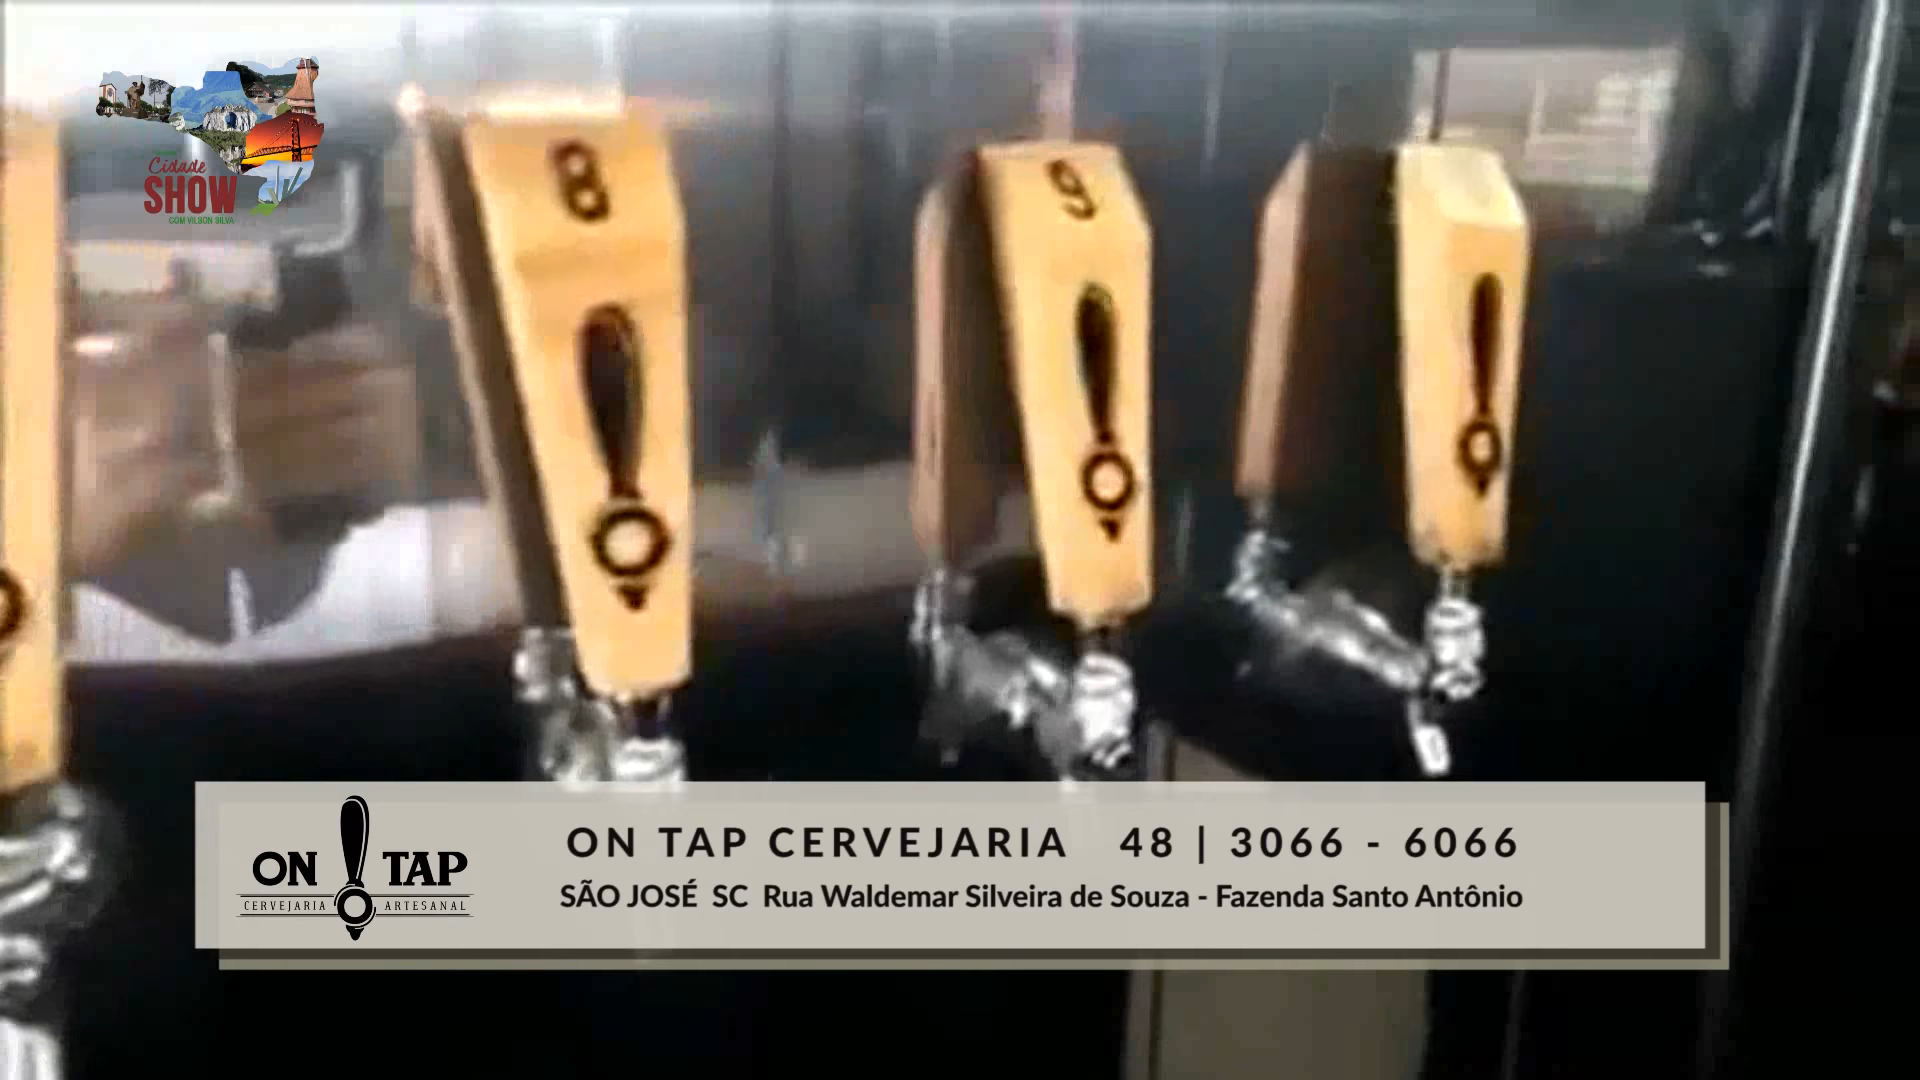 Cidade
SHOW
COM VILSON SILVA
8
9
ON TAP
CERVEJARIA ARTESANAL
ON TAP CERVEJARIA 48 | 3066 - 6066
SÃO JOSÉ SC Rua Waldemar Silveira de Souza - Fazenda Santo Antônio